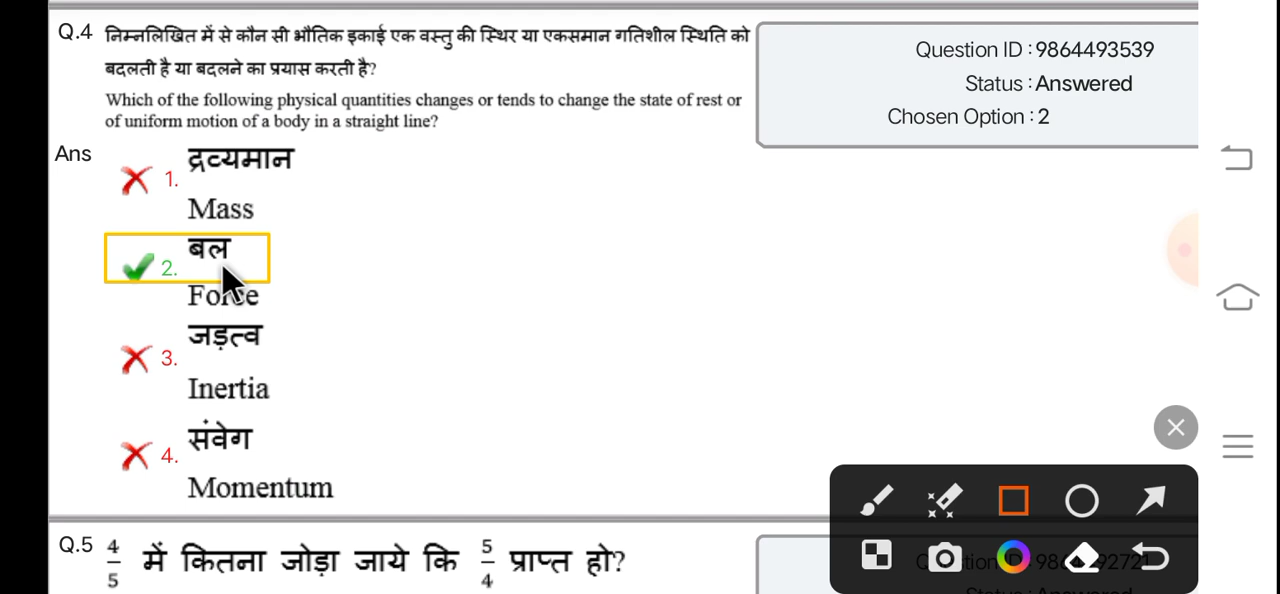 Q.4 निम्नलिखित में से कौन सी भौतिक इकाई एक वस्तु की स्थिर या एकसमान गतिशील स्थिति को
बदलती है या बदलने का प्रयास करती है?
Which of the following physical quantities changes or tends to change the state of rest or
of uniform motion of a body in a straight line?
Question ID : 9864493539
Status : Answered
Chosen Option : 2
Ans
1. द्रव्यमान
Mass
2. बल
Force
3. जड़त्व
Inertia
4. संवेग
Momentum
Q.5 4/5 में कितना जोड़ा जाये कि 5/4 प्राप्त हो?